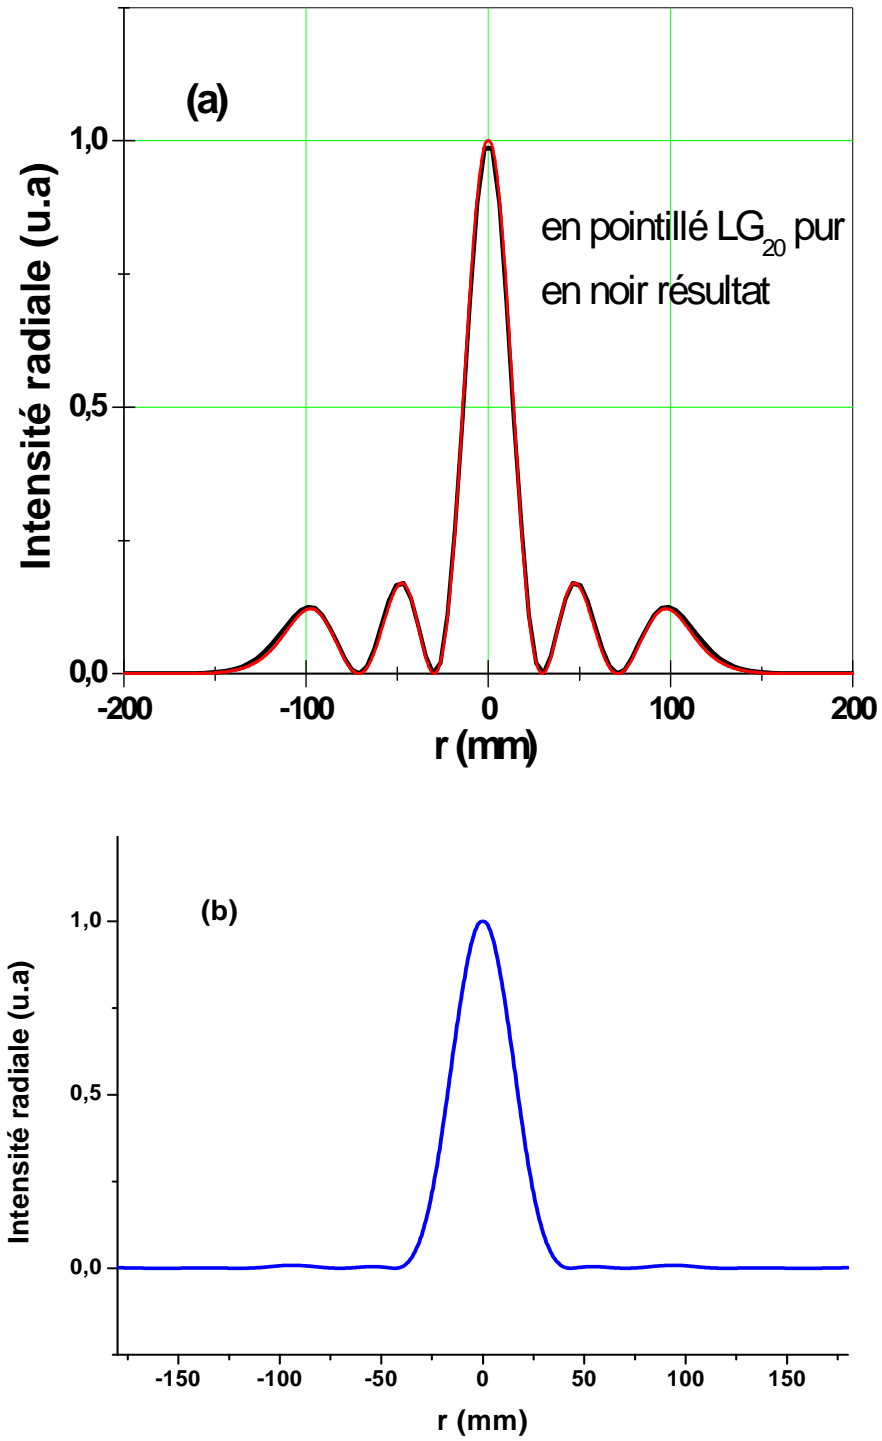 (a)
1,0
en pointillé LG20 pur
en noir résultat
0,5
0,0
-200 -100 0 100 200
r (mm)
Intensité radiale (u.a)
(b)
1,0
0,5
0,0
-150 -100 -50 0 50 100 150
r (mm)
Intensité radiale (u.a)